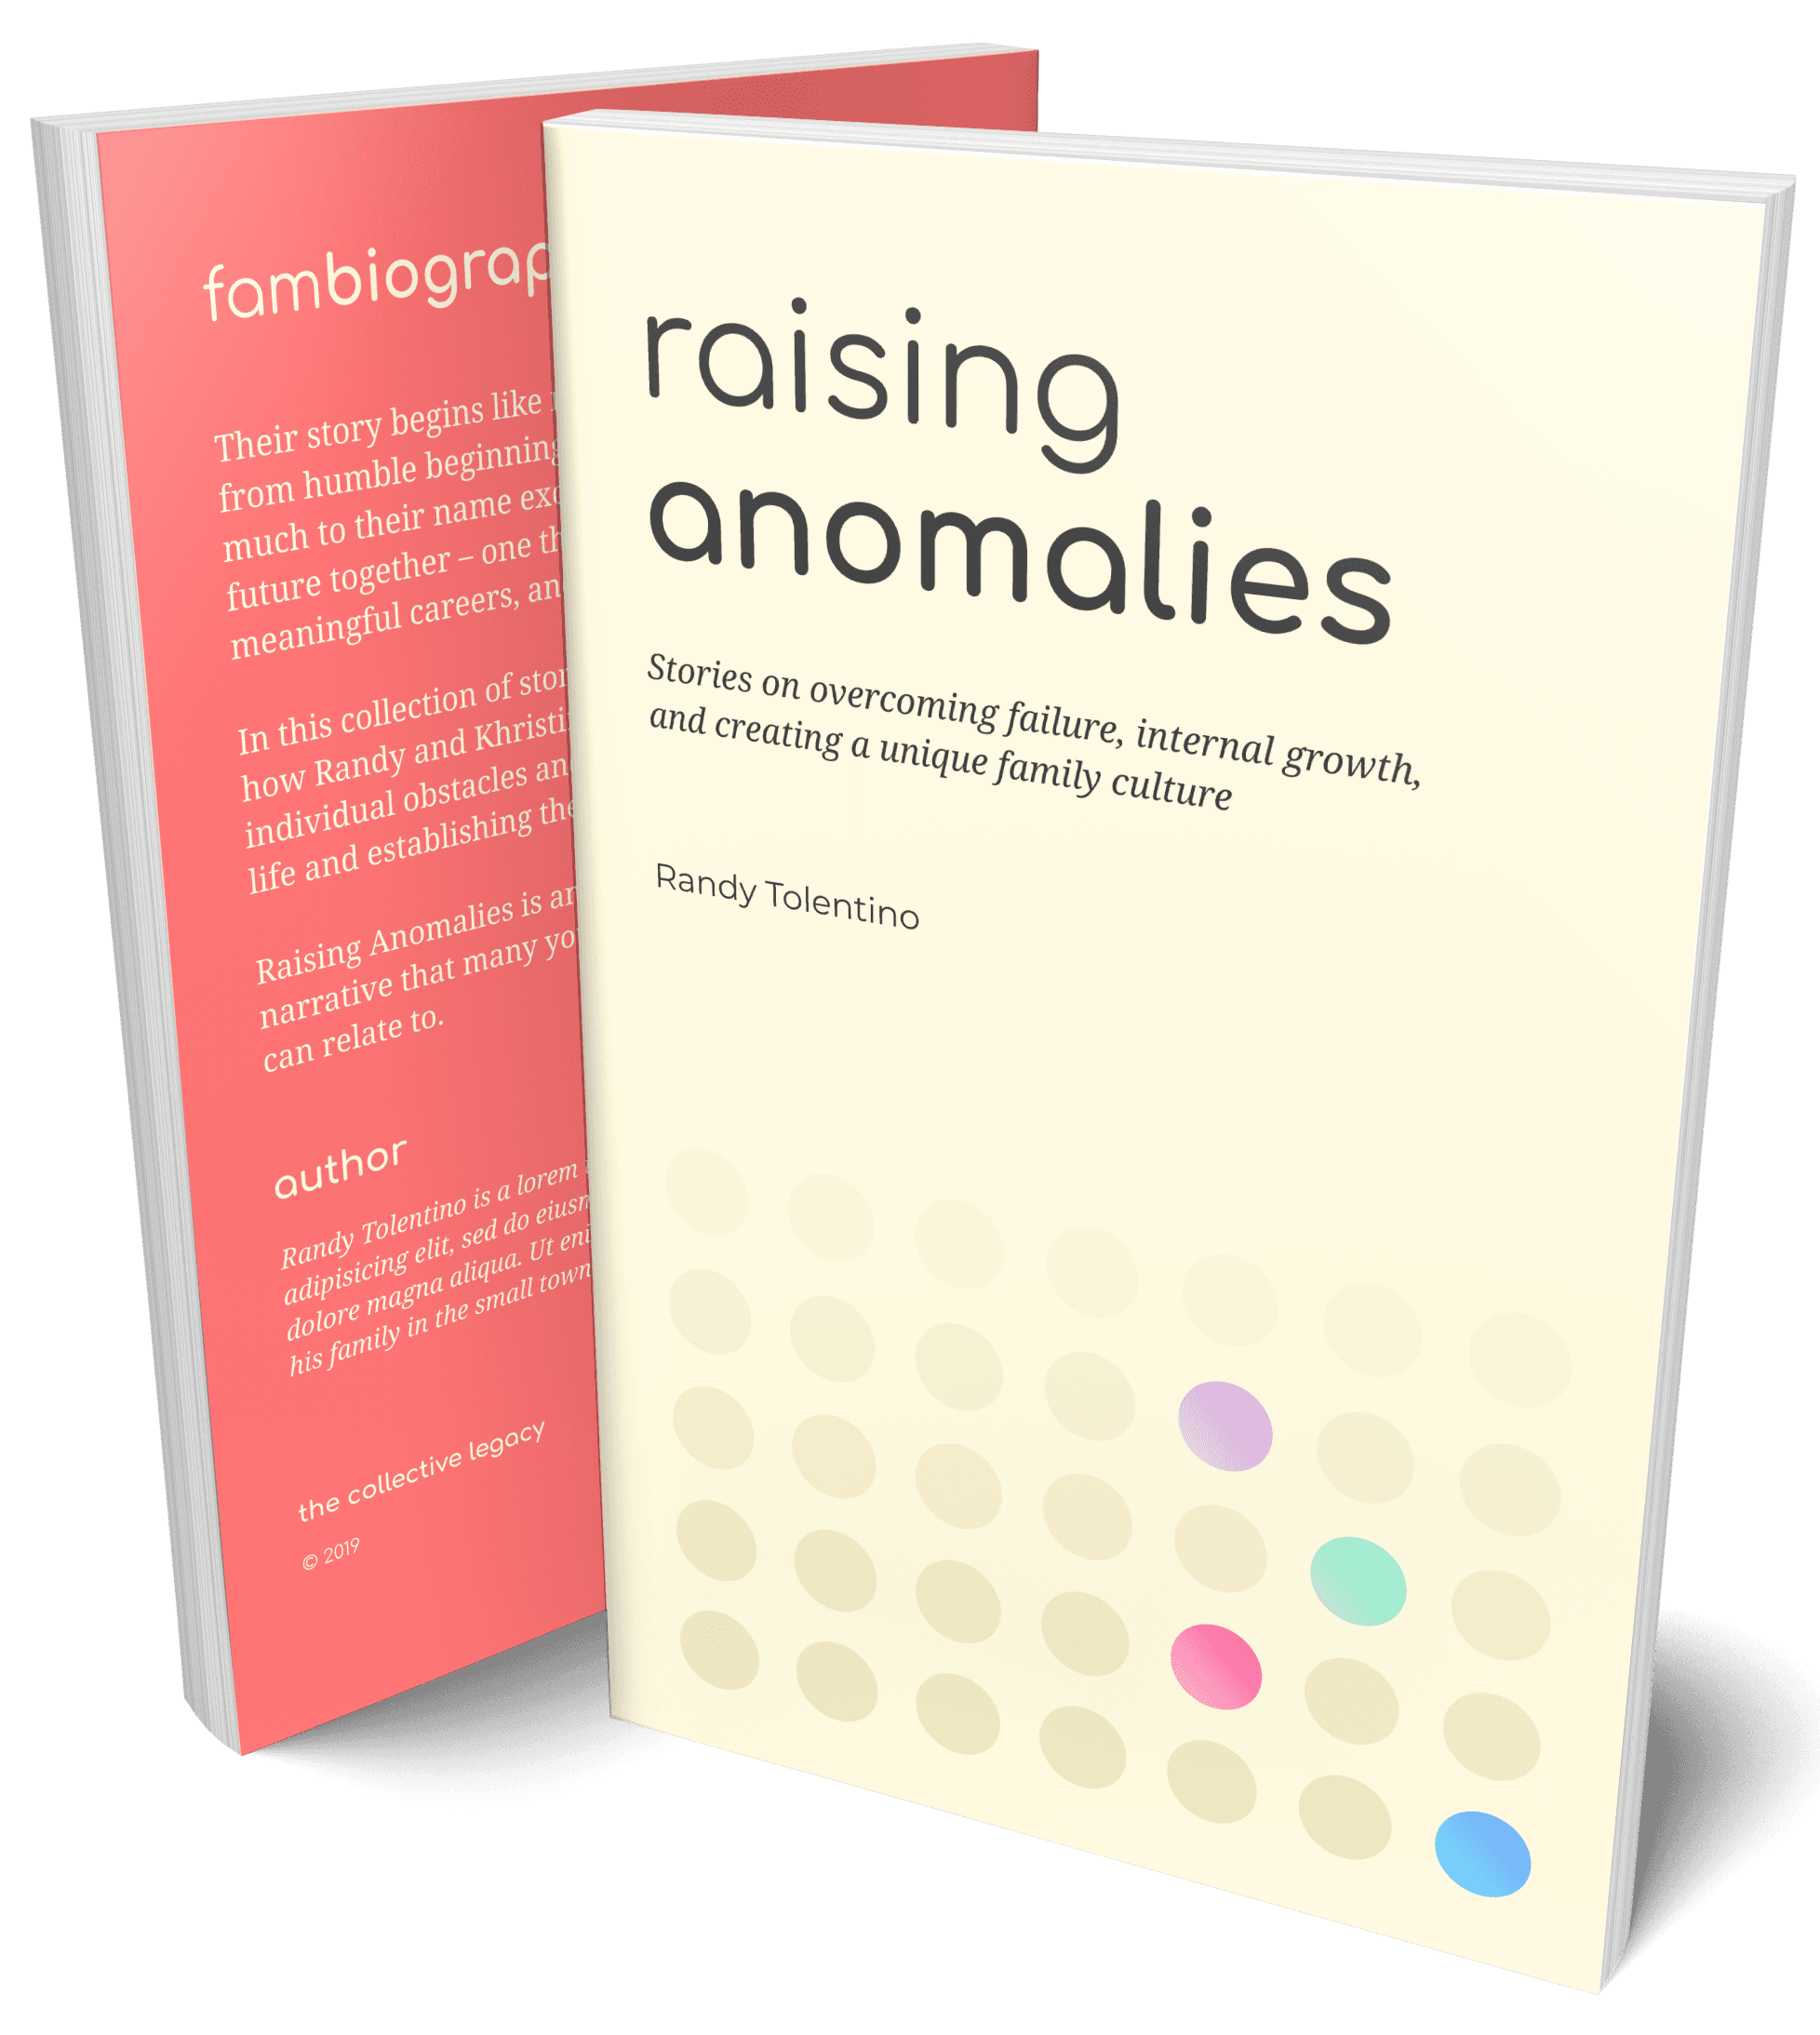 fambiograp
Their story begins like
from humble beginning
much to their name exc
future together – one th
meaningful careers, an
In this collection of stor
how Randy and Khristi
individual obstacles an
life and establishing the
Raising Anomalies is an
narrative that many yo
can relate to.
author
Randy Tolentino is a lorem
adipisicing elit, sed do eiusm
dolore magna aliqua. Ut eni
his family in the small town
the collective legacy
© 2019
raising
anomalies
Stories on overcoming failure, internal growth,
and creating a unique family culture
Randy Tolentino